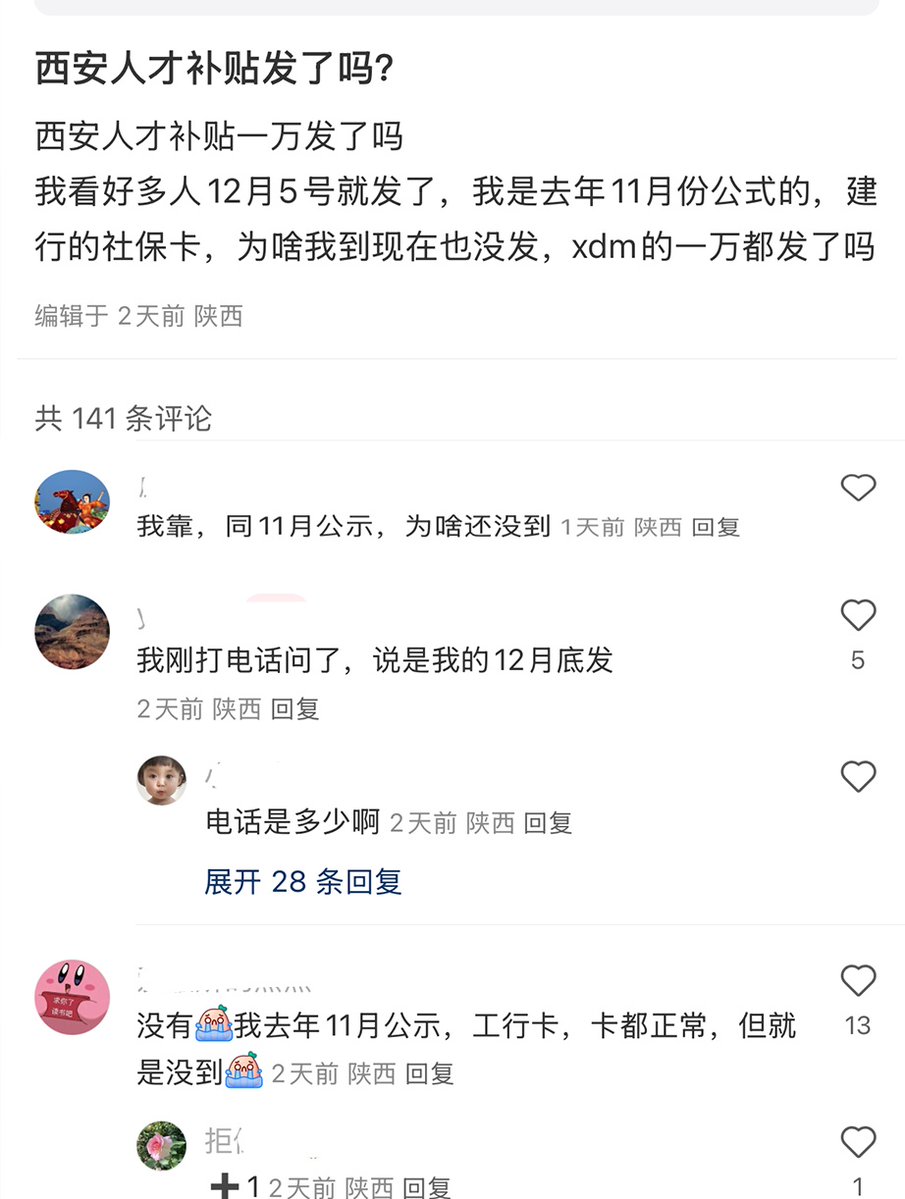 西安人才补贴发了吗?
西安人才补贴一万发了吗
我看好多人12月5号就发了，我是去年11月份公式的，建
行的社保卡，为啥我到现在也没发，xdm的一万都发了吗
编辑于 2天前 陕西
共 141 条评论
我靠，同11月公示，为啥还没到 1天前 陕西 回复
我刚打电话问了，说是我的12月底发
5
2天前 陕西 回复
电话是多少啊 2天前 陕西 回复
展开 28 条回复
求你了
读书吧
没有我去年11月公示，工行卡，卡都正常，但就
13
是没到 2天前 陕西 回复
拒
+1 2天前 陕西 回复
1